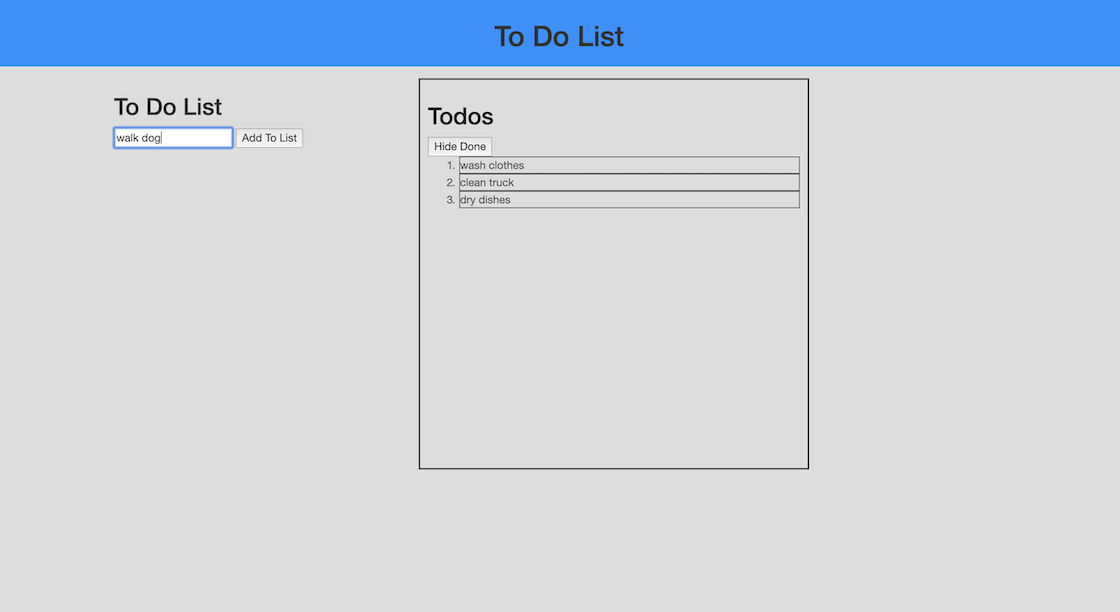 To Do List
To Do List
walk dog Add To List
Todos
Hide Done
1. wash clothes
2. clean truck
3. dry dishes